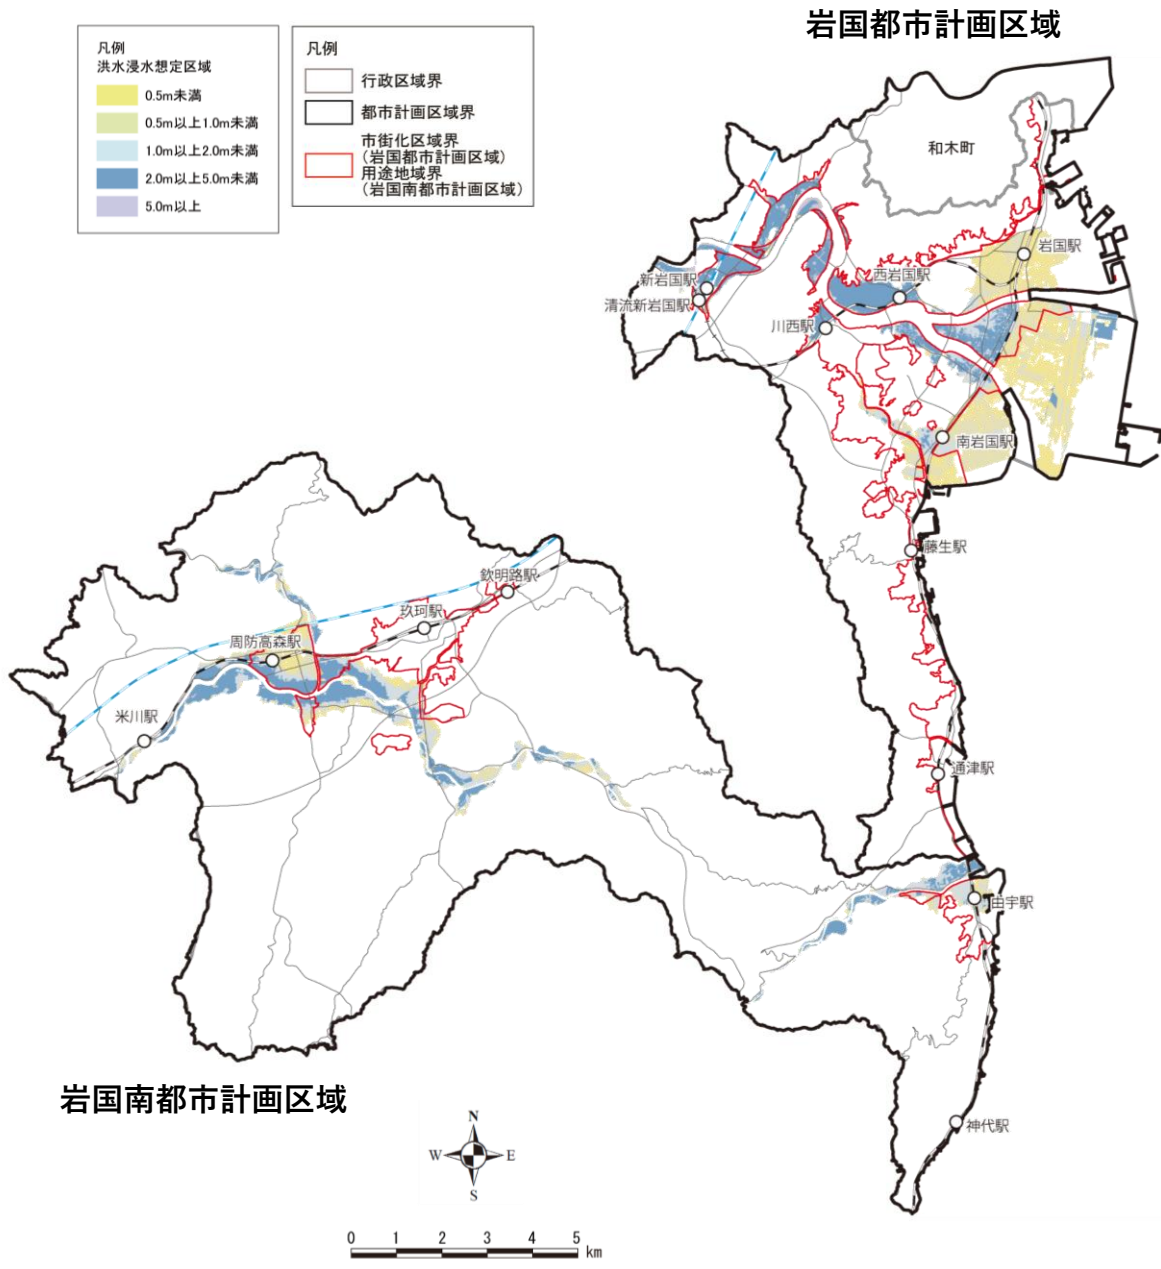 岩国都市計画区域
凡例
洪水浸水想定区域
0.5m未満
0.5m以上1.0m未満
1.0m以上2.0m未満
2.0m以上5.0m未満
5.0m以上
凡例
行政区域界
都市計画区域界
市街化区域界
(岩国都市計画区域)
用途地域界
(岩国南都市計画区域)
和木町
岩国駅
新岩国駅
西岩国駅
清流新岩国駅
川西駅
南岩国駅
藤生駅
欽明路駅
玖珂駅
周防高森駅
米川駅
通津駅
由宇駅
神代駅
岩国南都市計画区域
N
W
E
S
0 1 2 3 4 5
km